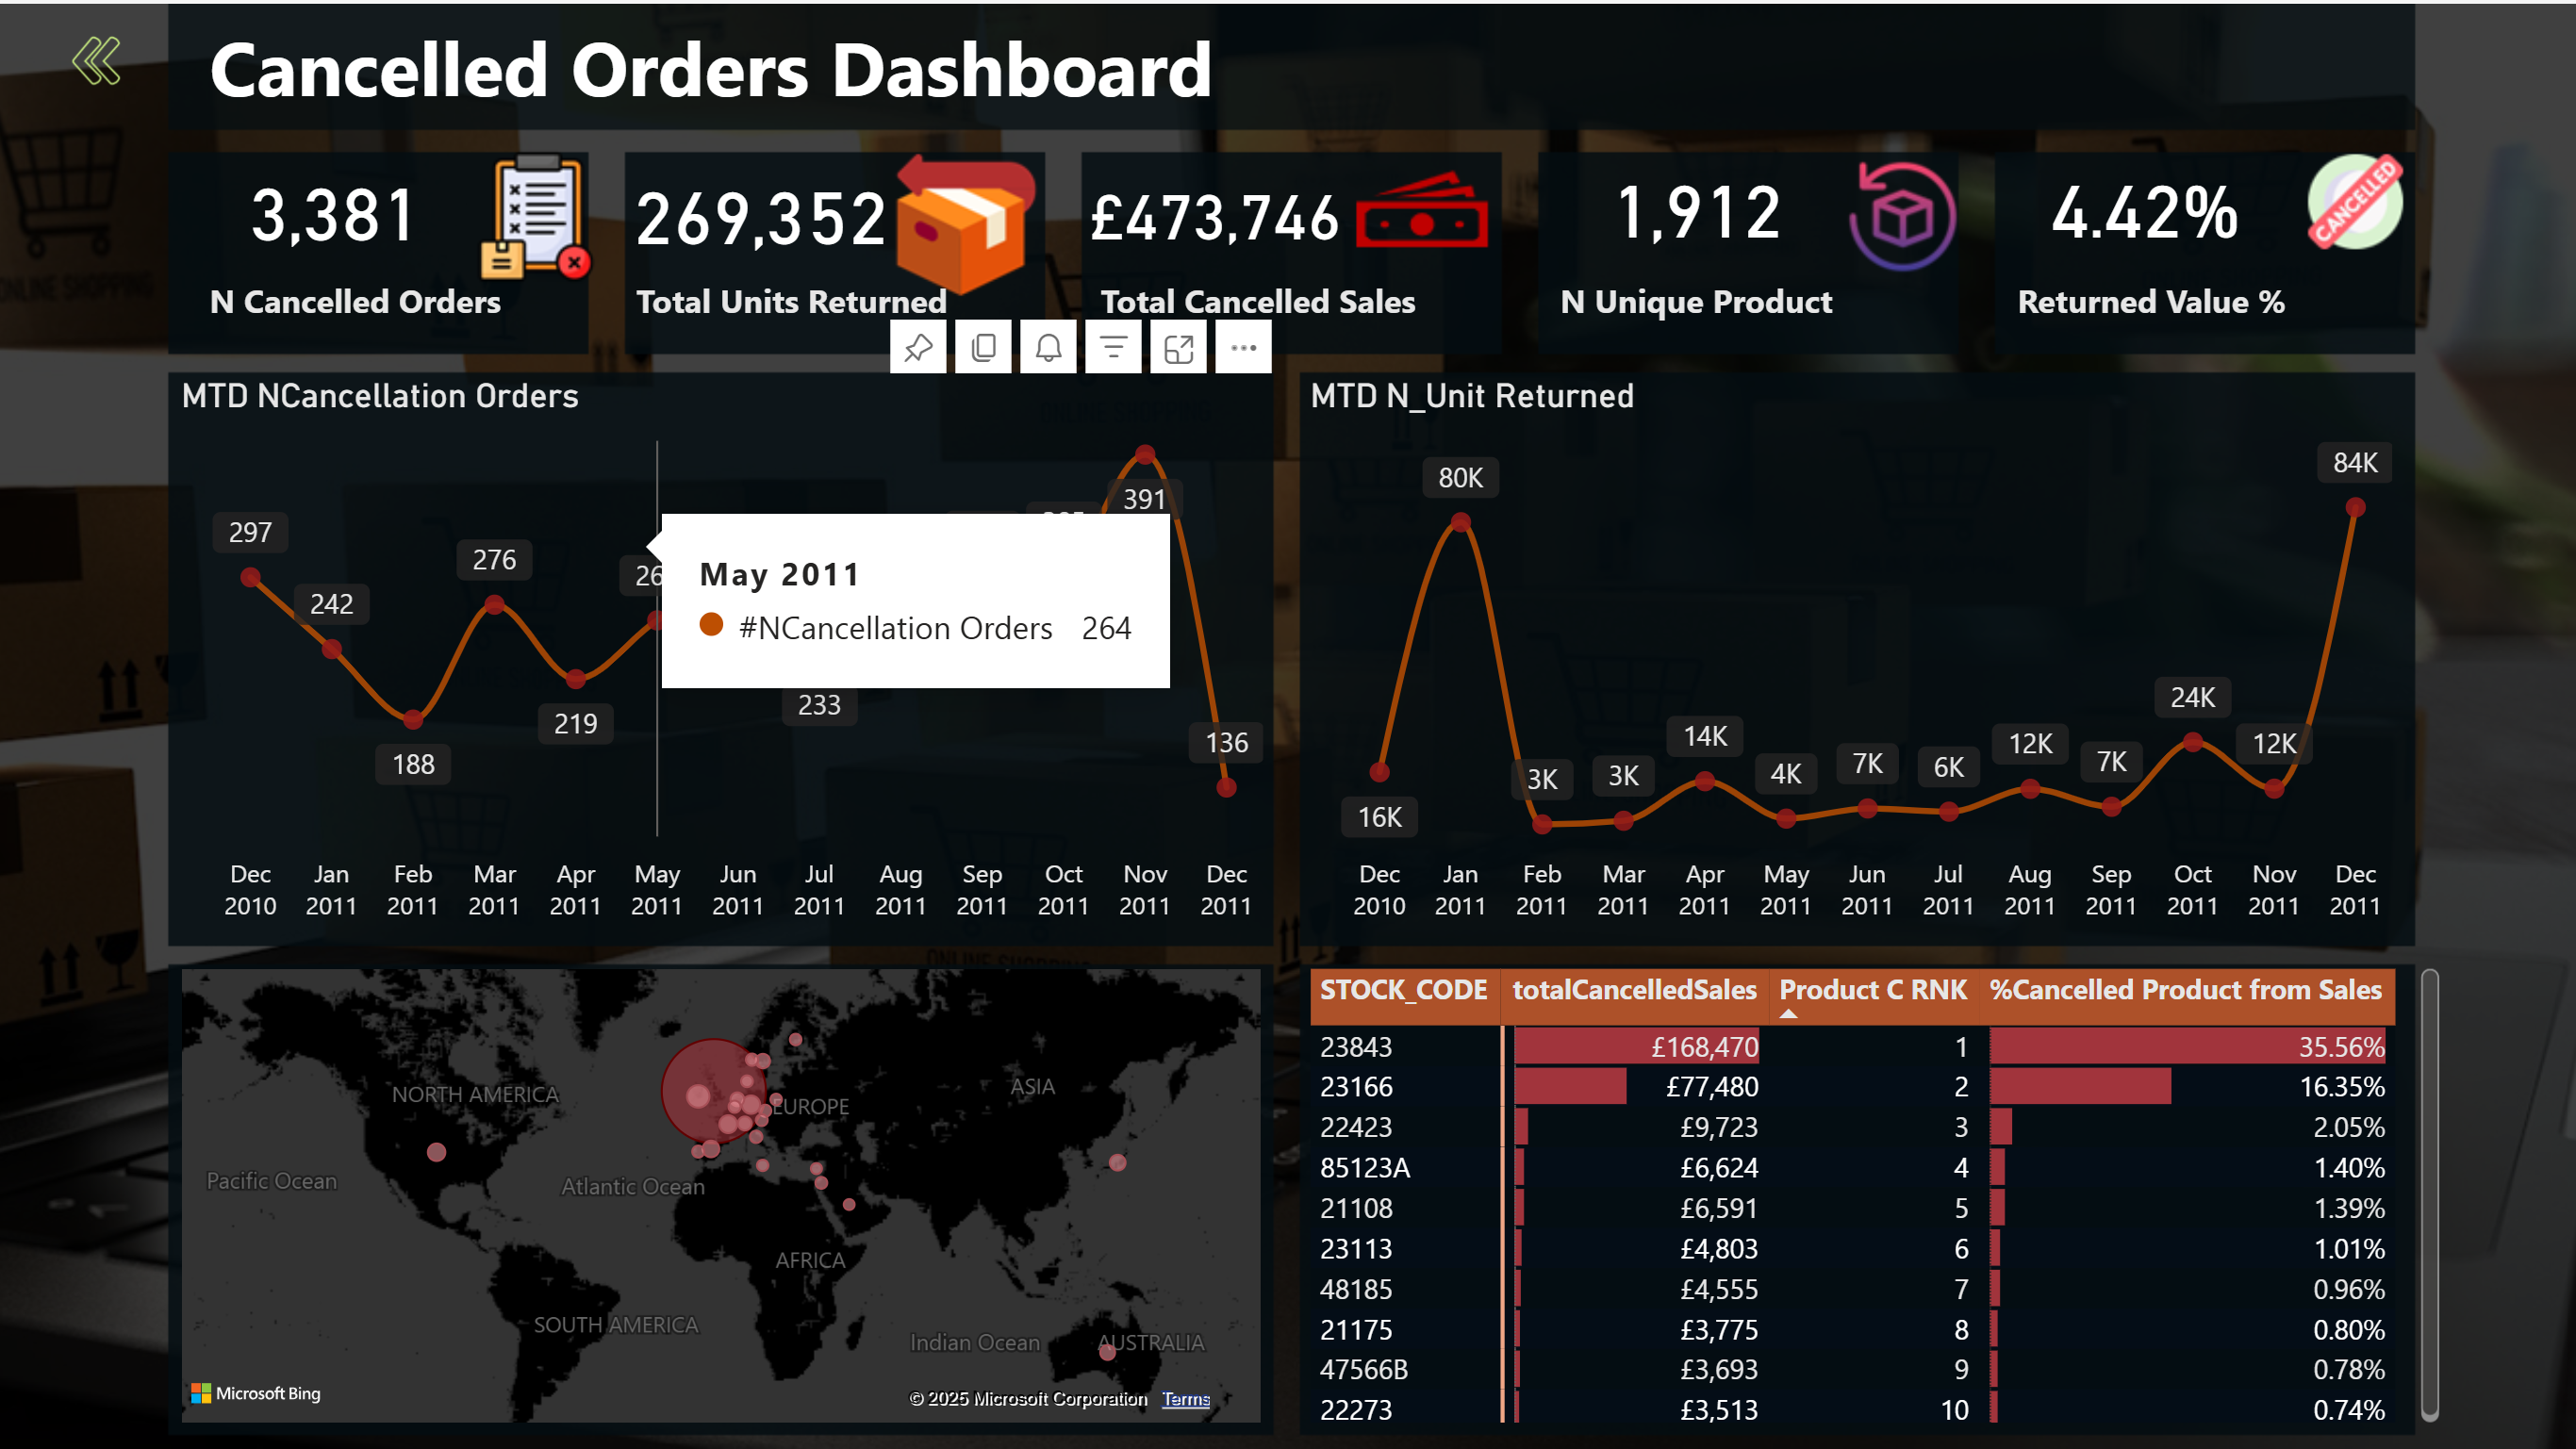 Cancelled Orders Dashboard
3,381
N Cancelled Orders
269,352
Total Units Returned
£473,746
Total Cancelled Sales
1,912
N Unique Product
4.42%
Returned Value %
CANCELLED
MTD NCancellation Orders
297
242
188
276
219
26
233
391
136
May 2011
#NCancellation Orders 264
Dec Jan Feb Mar Apr May Jun Jul Aug Sep Oct Nov Dec
2010 2011 2011 2011 2011 2011 2011 2011 2011 2011 2011 2011 2011
MTD N_Unit Returned
16K
80K
3K
3K
14K
4K
7K
6K
12K
7K
24K
12K
84K
Dec Jan Feb Mar Apr May Jun Jul Aug Sep Oct Nov Dec
2010 2011 2011 2011 2011 2011 2011 2011 2011 2011 2011 2011 2011
NORTH AMERICA
EUROPE
ASIA
Pacific Ocean
Atlantic Ocean
AFRICA
SOUTH AMERICA
Indian Ocean
AUSTRALIA
Microsoft Bing
© 2025 Microsoft Corporation Terms
STOCK_CODE totalCancelledSales Product C RNK %Cancelled Product from Sales
23843 £168,470 1 35.56%
23166 £77,480 2 16.35%
22423 £9,723 3 2.05%
85123A £6,624 4 1.40%
21108 £6,591 5 1.39%
23113 £4,803 6 1.01%
48185 £4,555 7 0.96%
21175 £3,775 8 0.80%
47566B £3,693 9 0.78%
22273 £3,513 10 0.74%
ONLINE SHOPPING